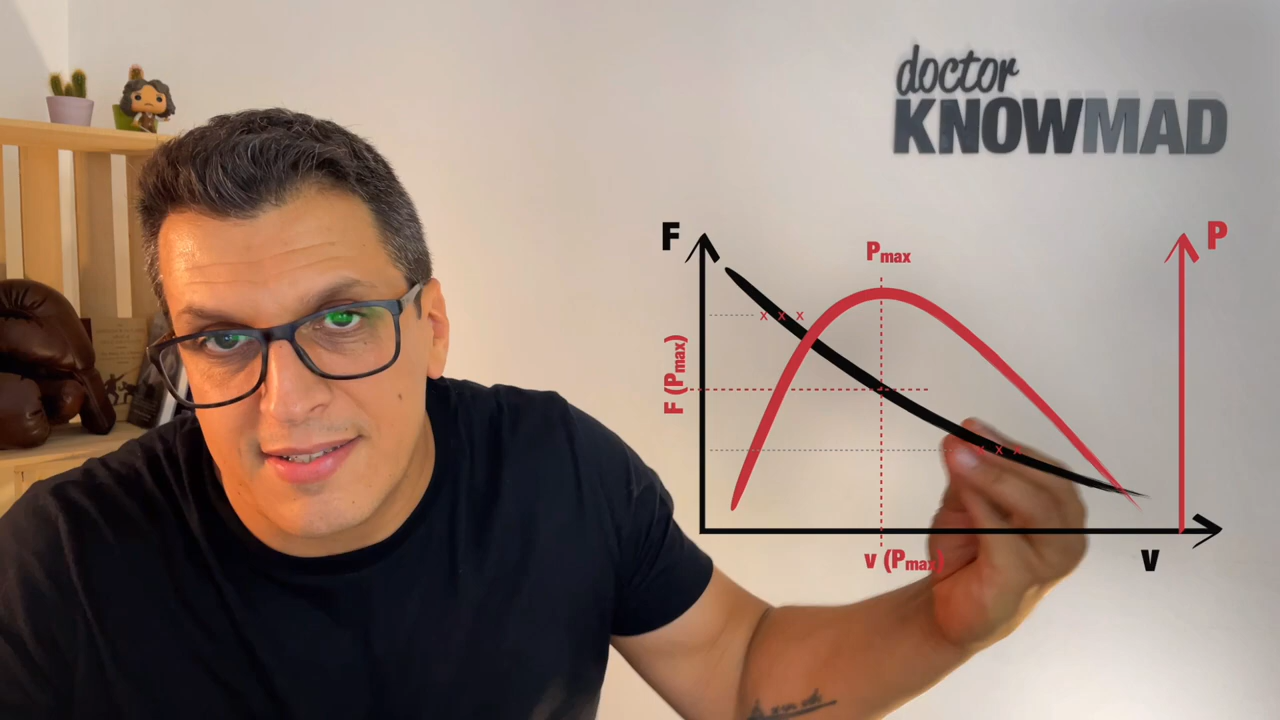 doctor
KNOWMAD
F
P
Pmax
x x x
F (Pmax)
x x x
v (Pmax)
v